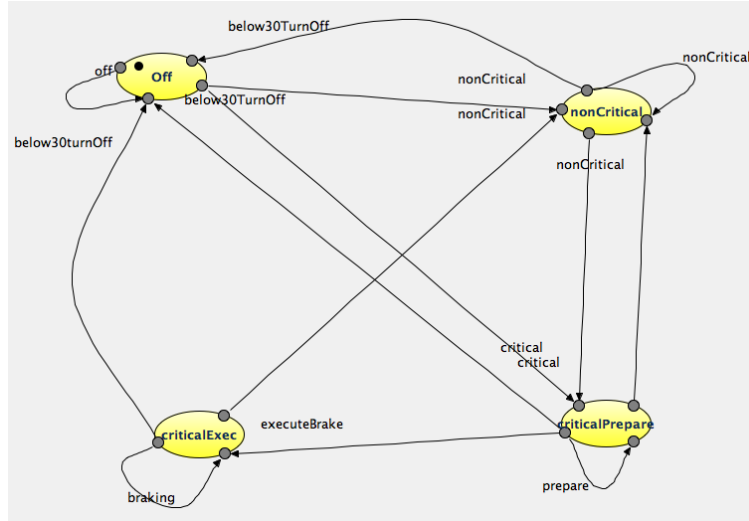 below30TurnOff
nonCritical
off
Off
nonCritical
below30TurnOff
nonCritical
nonCritical
below30turnOff
nonCritical
critical
critical
executeBrake
criticalPrepare
criticalExec
prepare
braking